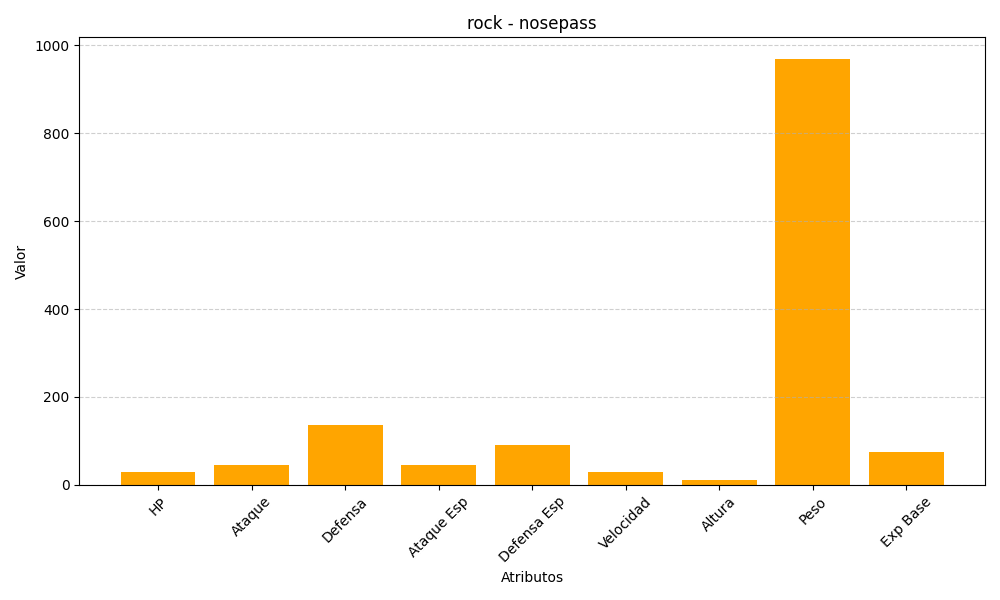 rock - nosepass
Valor
1000
800
600
400
200
0
HP
Ataque
Defensa
Ataque Esp
Defensa Esp
Velocidad
Altura
Peso
Exp Base
Atributos